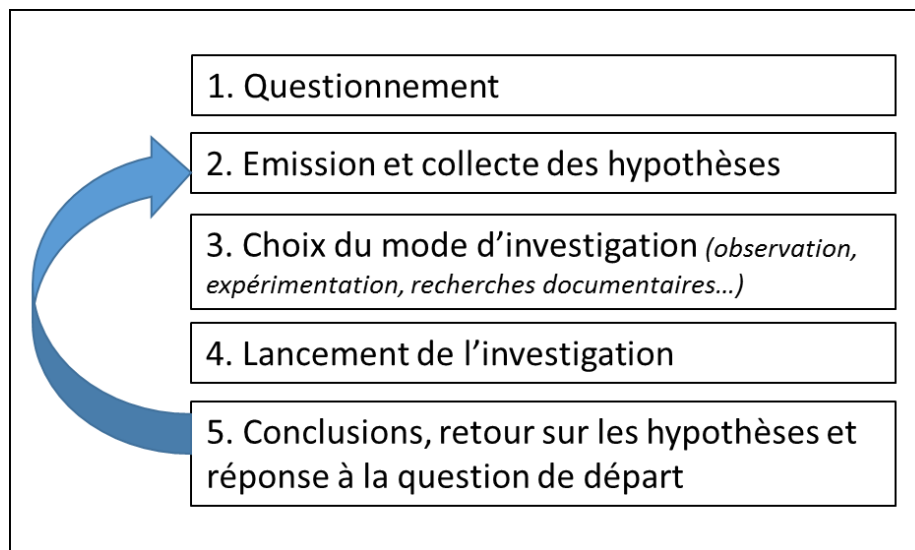 1. Questionnement
2. Emission et collecte des hypothèses
3. Choix du mode d’investigation (observation,
expérimentation, recherches documentaires…)
4. Lancement de l’investigation
5. Conclusions, retour sur les hypothèses et
réponse à la question de départ